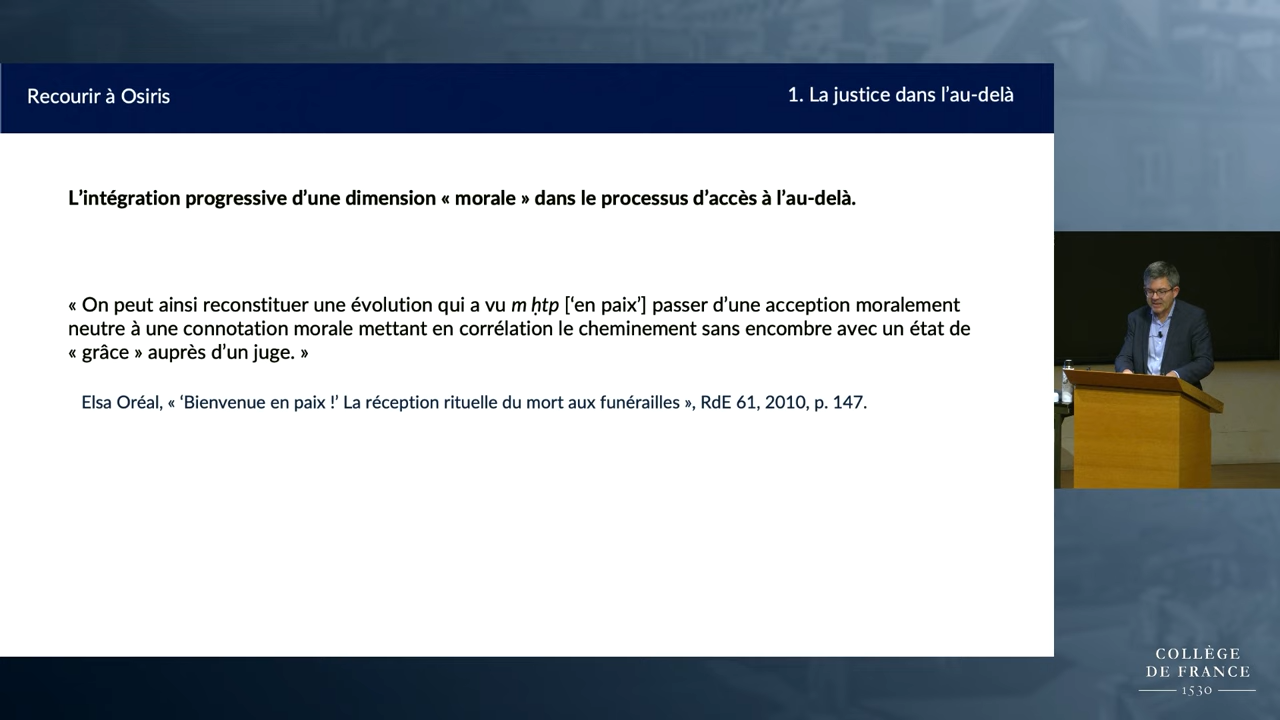 Recourir à Osiris
1. La justice dans l’au-delà
L’intégration progressive d’une dimension « morale » dans le processus d’accès à l’au-delà.
« On peut ainsi reconstituer une évolution qui a vu m ḥtp [‘en paix’] passer d’une acception moralement
neutre à une connotation morale mettant en corrélation le cheminement sans encombre avec un état de
« grâce » auprès d’un juge. »
Elsa Oréal, « ‘Bienvenue en paix !’ La réception rituelle du mort aux funérailles », RdE 61, 2010, p. 147.
COLLÈGE
DE FRANCE
1530